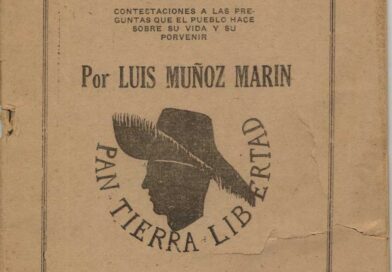 CONTESTACIONES A LAS PRE-
GUNTAS QUE EL PUEBLO HACE
SOBRE SU VIDA Y SU
PORVENIR
Por LUIS MUÑOZ MARIN
PAN·TIERRA·LIBERTAD